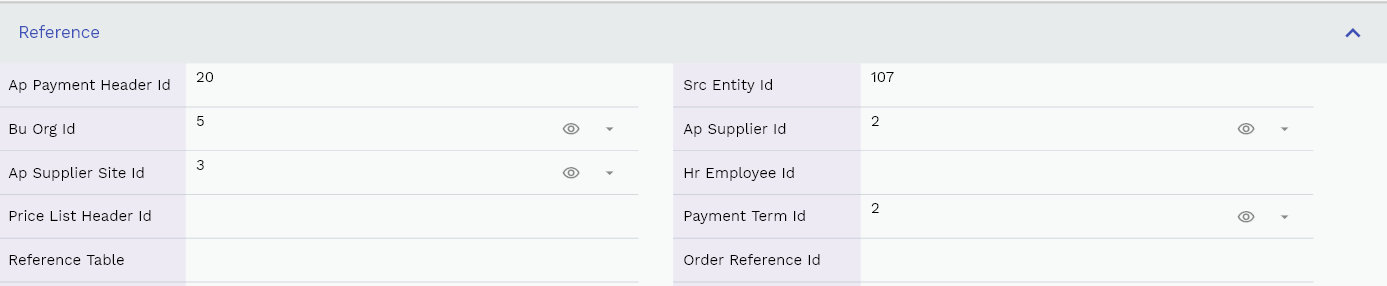 Reference
Ap Payment Header Id 20 Src Entity Id 107
Bu Org Id 5 Ap Supplier Id 2
Ap Supplier Site Id 3 Hr Employee Id
Price List Header Id Payment Term Id 2
Reference Table Order Reference Id